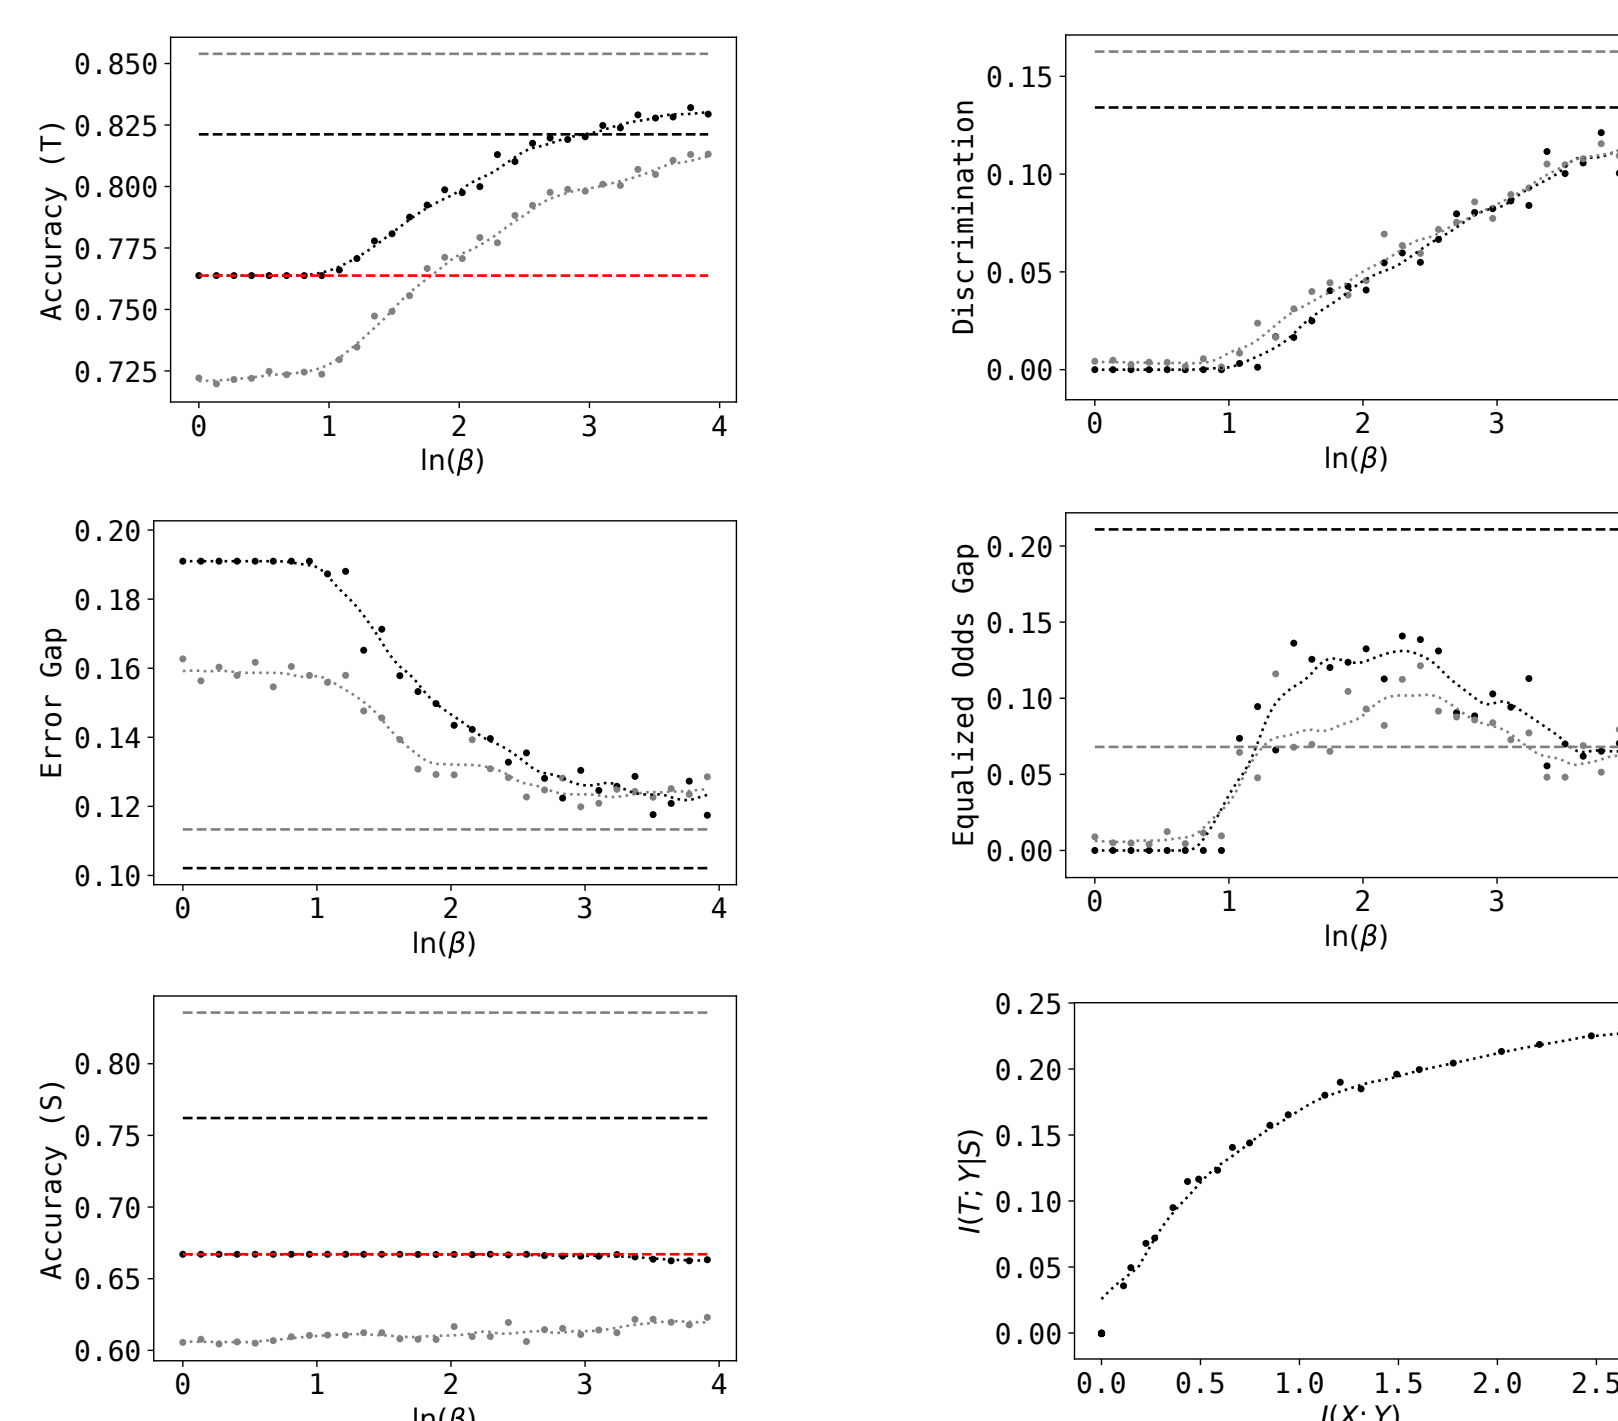 Accuracy (T)
0.850
0.825
0.800
0.775
0.750
0.725
0 1 2 3 4
ln(β)
Discrimination
0.15
0.10
0.05
0.00
0 1 2 3
ln(β)
Error Gap
0.20
0.18
0.16
0.14
0.12
0.10
0 1 2 3 4
ln(β)
Equalized Odds Gap
0.20
0.15
0.10
0.05
0.00
0 1 2 3
ln(β)
Accuracy (S)
0.80
0.75
0.70
0.65
0.60
0 1 2 3 4
ln(β)
I(T; Y|S)
0.25
0.20
0.15
0.10
0.05
0.00
0.0 0.5 1.0 1.5 2.0 2.5
I(X; Y)